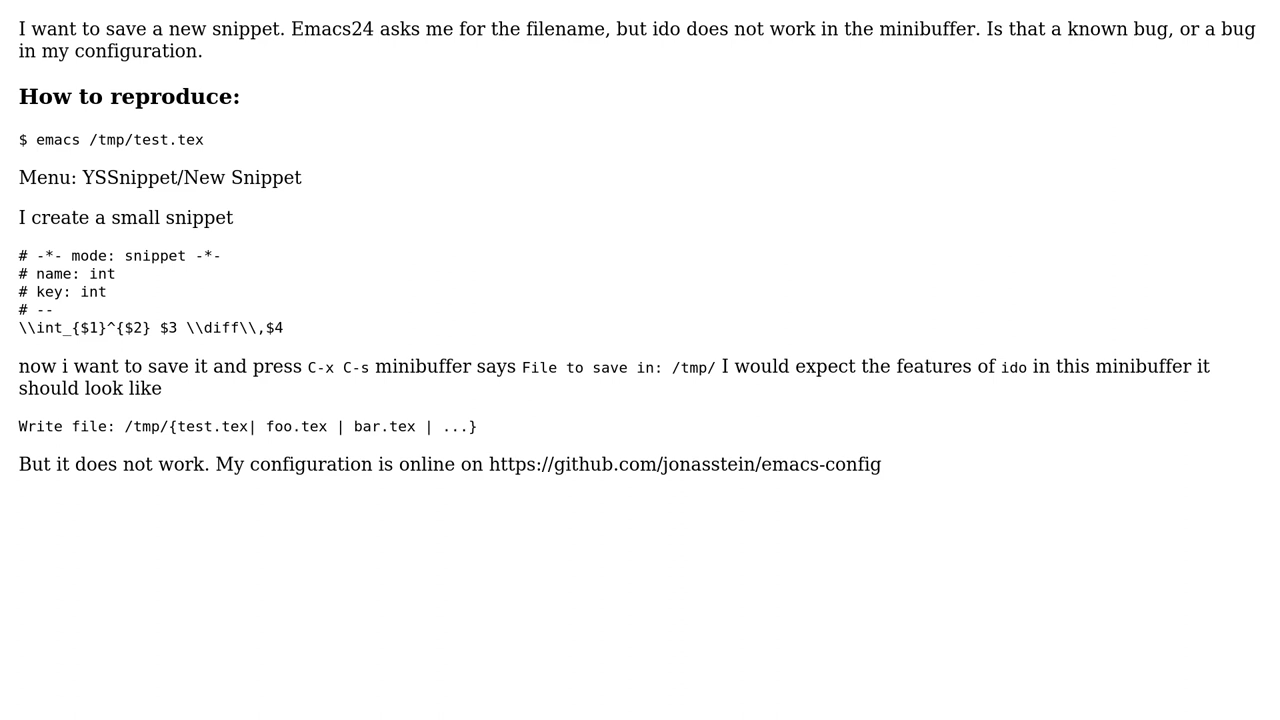 I want to save a new snippet. Emacs24 asks me for the filename, but ido does not work in the minibuffer. Is that a known bug, or a bug
in my configuration.
How to reproduce:
$ emacs /tmp/test.tex
Menu: YSSnippet/New Snippet
I create a small snippet
# -*- mode: snippet -*-
# name: int
# key: int
# --
\\int_{$1}^{$2} $3 \\diff\\,$4
now i want to save it and press C-x C-s minibuffer says File to save in: /tmp/ I would expect the features of ido in this minibuffer it
should look like
Write file: /tmp/{test.tex| foo.tex | bar.tex | ...}
But it does not work. My configuration is online on https://github.com/jonasstein/emacs-config